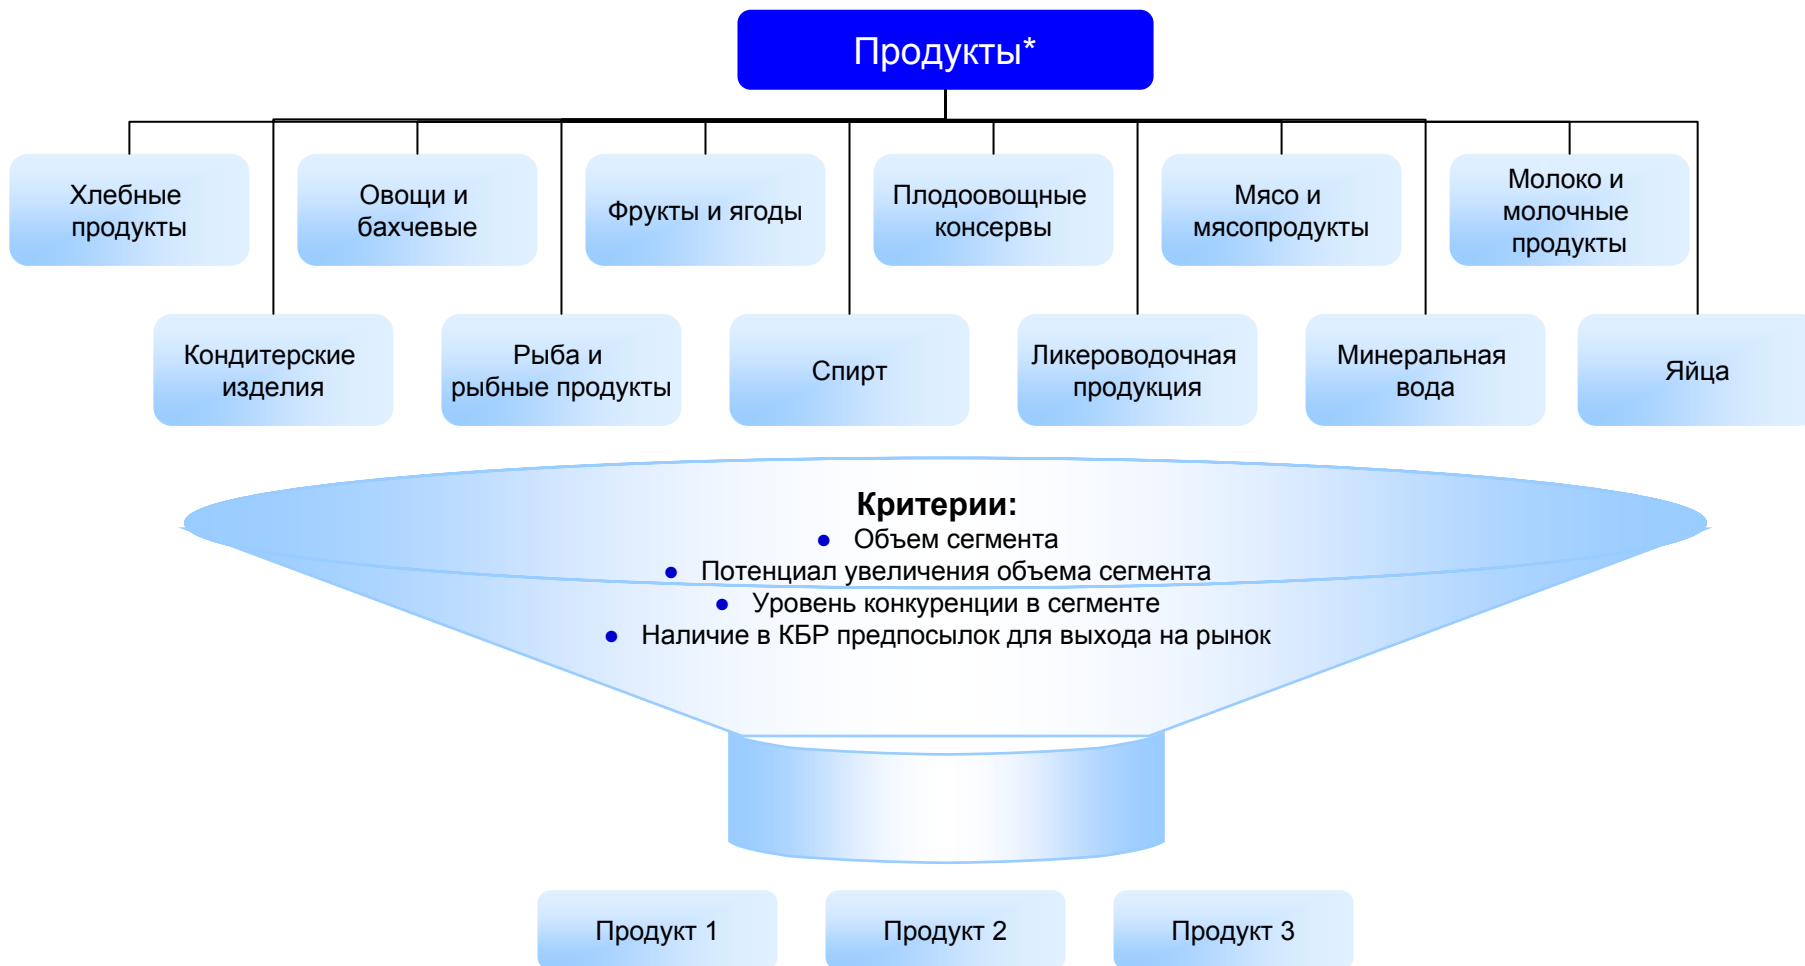 Продукты*
Хлебные
продукты
Овощи и
бахчевые
Фрукты и ягоды
Плодоовощные
консервы
Мясо и
мясопродукты
Молоко и
молочные
продукты
Кондитерские
изделия
Рыба и
рыбные продукты
Спирт
Ликероводочная
продукция
Минеральная
вода
Яйца
Критерии:
● Объем сегмента
● Потенциал увеличения объема сегмента
● Уровень конкуренции в сегменте
● Наличие в КБР предпосылок для выхода на рынок
Продукт 1
Продукт 2
Продукт 3